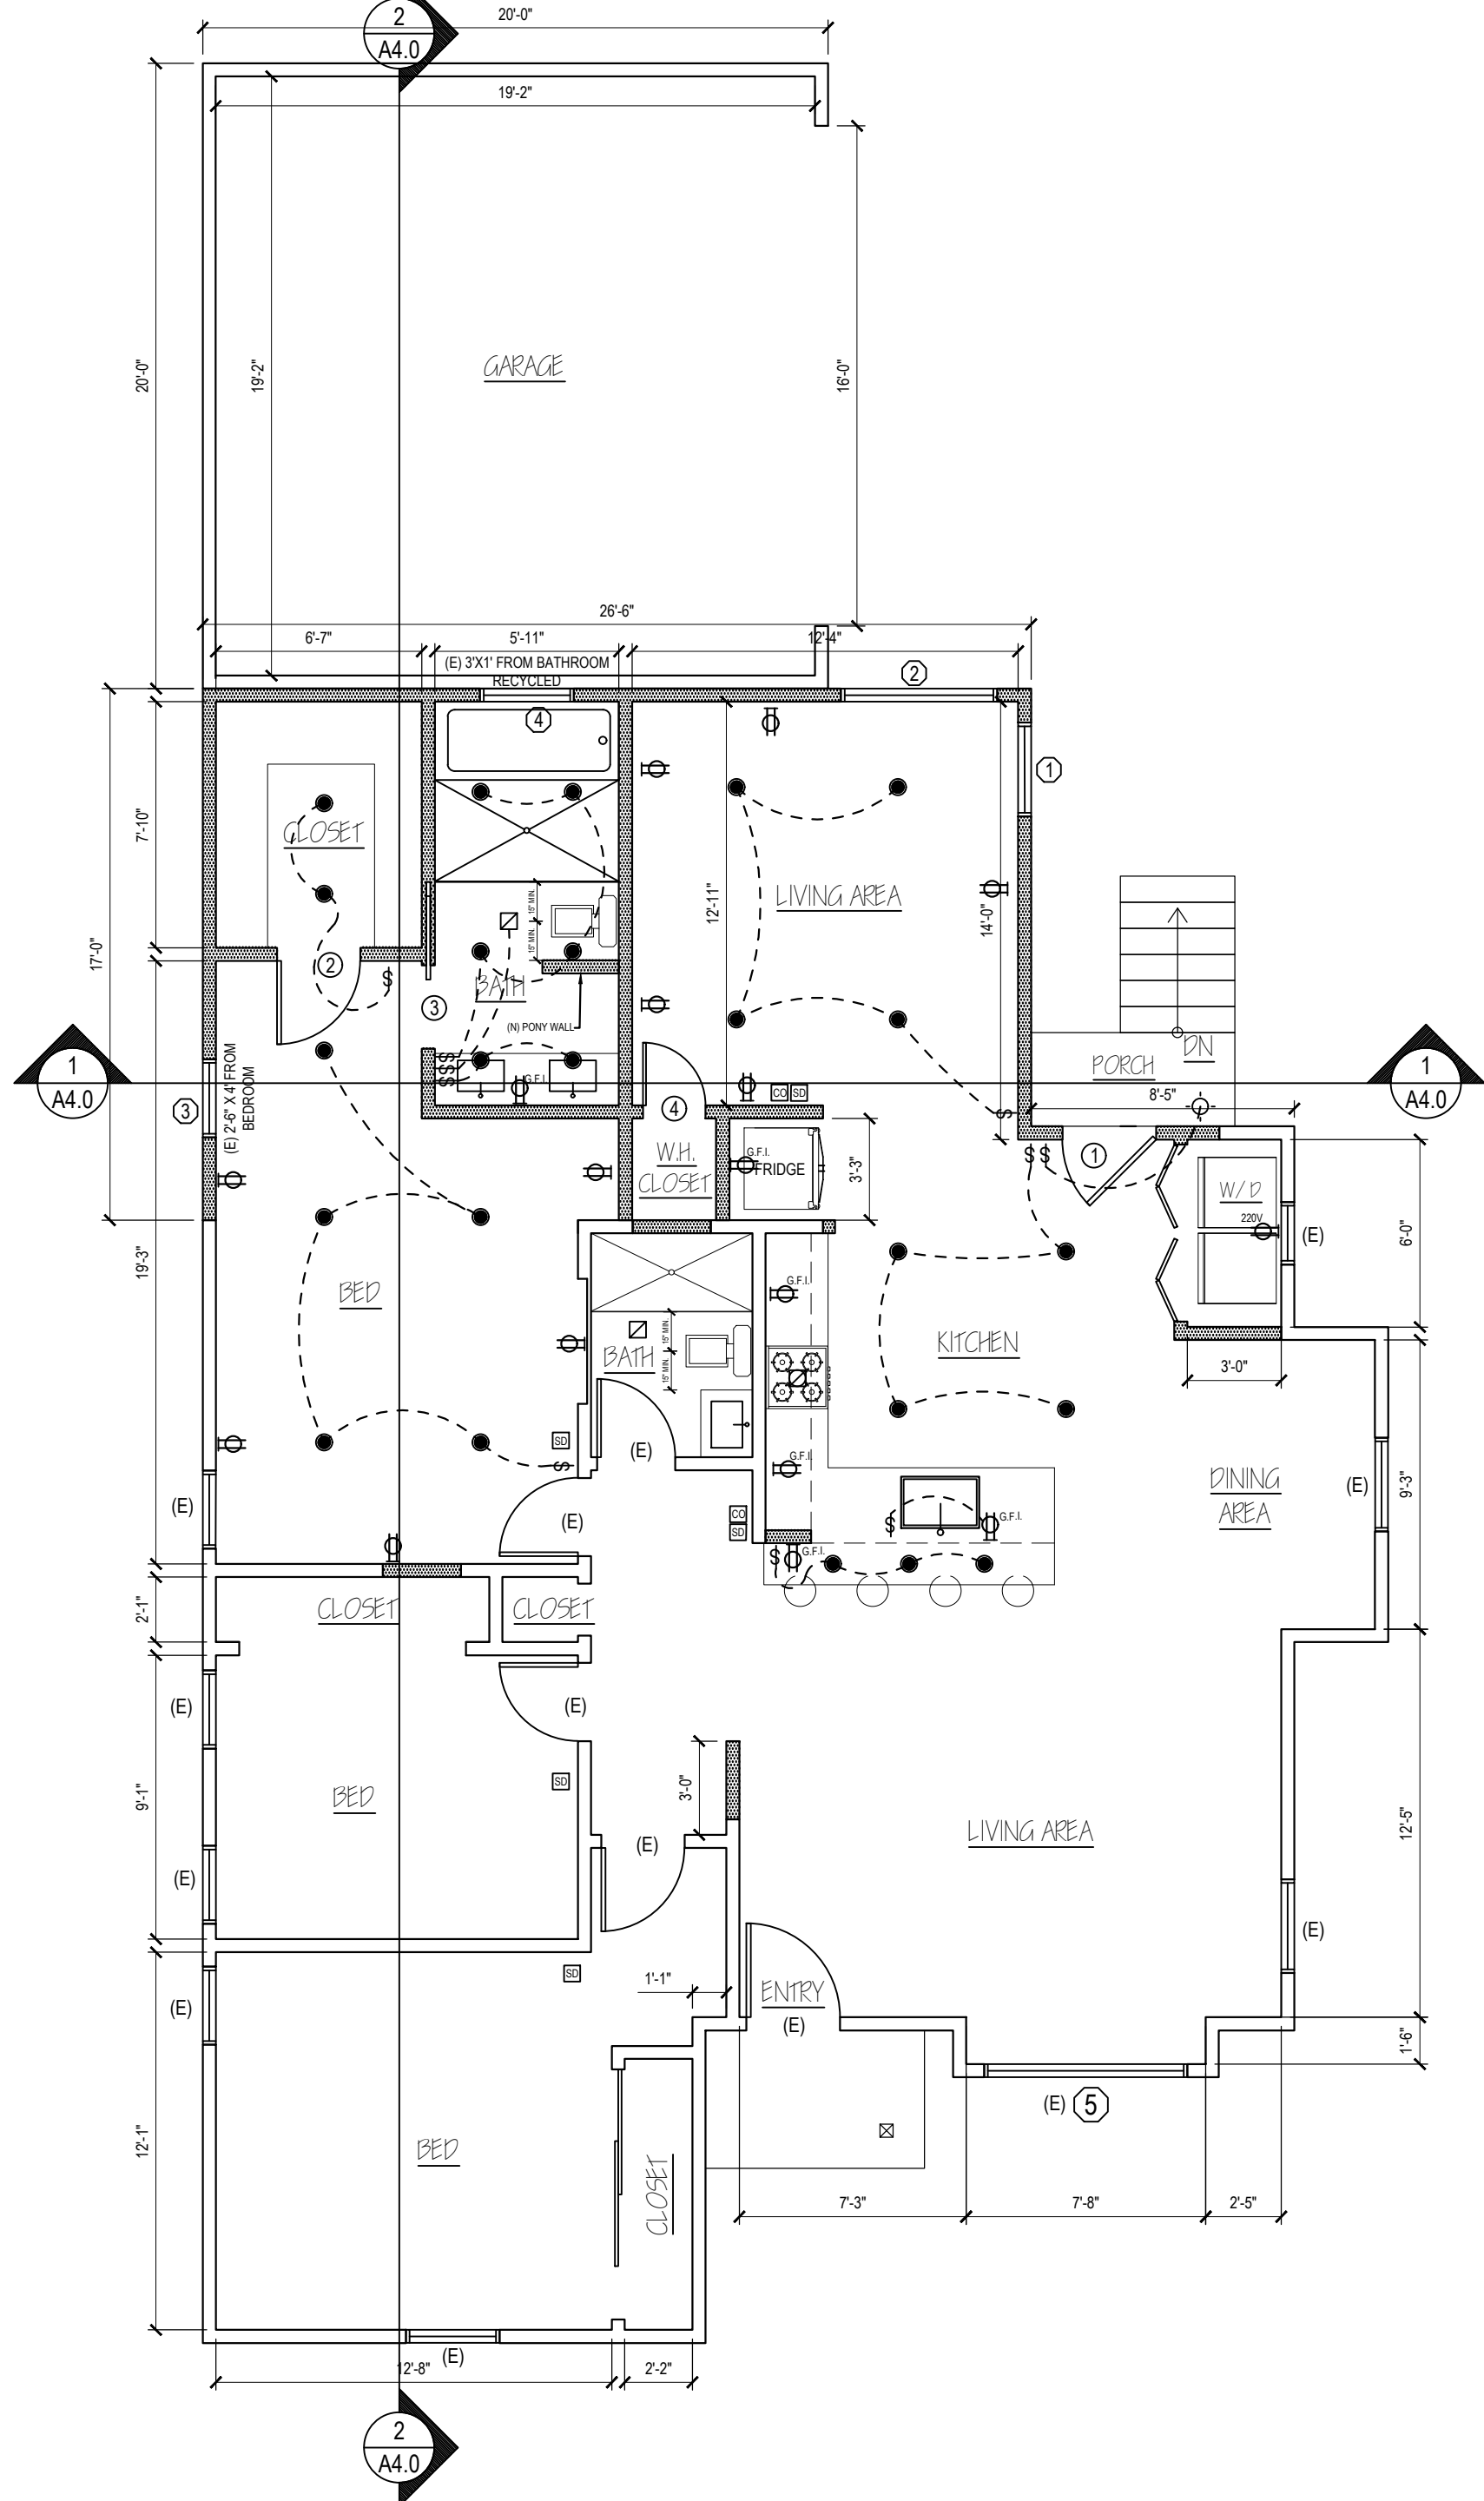 2
A4.0
20'-0"
19'-2"
20'-0"
19'-2"
GARAGE
16'-0"
26'-6"
6'-7"
5'-11"
12'-4"
(E) 3'X1' FROM BATHROOM
RECYCLED
2
4
1
7'-10"
17'-0"
CLOSET
12'-11"
LIVING AREA
14'-0"
15" MIN.
15" MIN.
2
$
BATH
3
(N) PONY WALL
$
$
$
G.F.I.
DN
PORCH
8'-5"
1
A4.0
1
A4.0
3
(E) 2'-6" X 4' FROM
BEDROOM
CO
SD
4
$
$ $
1
W.H.
CLOSET
G.F.I.
FRIDGE
3'-3"
W/D
220V
(E)
6'-0"
19'-3"
BED
G.F.I.
BATH
15" MIN.
15" MIN.
KITCHEN
3'-0"
SD
$
(E)
G.F.I.
(E)
(E)
CO
SD
$
G.F.I.
DINING
AREA
(E)
9'-3"
$
G.F.I.
2'-1"
CLOSET
CLOSET
(E)
(E)
9'-1"
BED
SD
3'-0"
(E)
LIVING AREA
12'-5"
(E)
(E)
SD
(E)
1'-1"
ENTRY
(E)
1'-6"
(E)
5
12'-1"
BED
CLOSET
7'-3"
7'-8"
2'-5"
(E)
12'-8"
2'-2"
2
A4.0